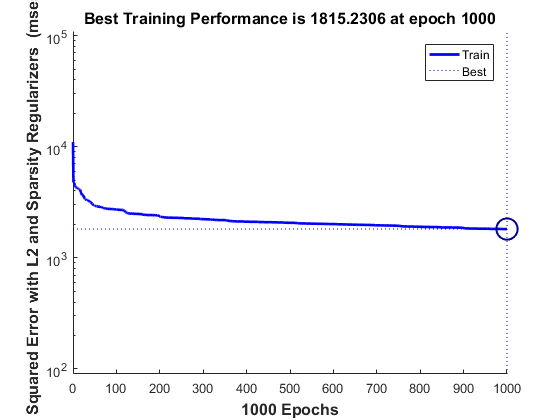 Best Training Performance is 1815.2306 at epoch 1000
Squared Error with L2 and Sparsity Regularizers (mse
10^5
10^4
10^3
10^2
Train
Best
0 100 200 300 400 500 600 700 800 900 1000
1000 Epochs